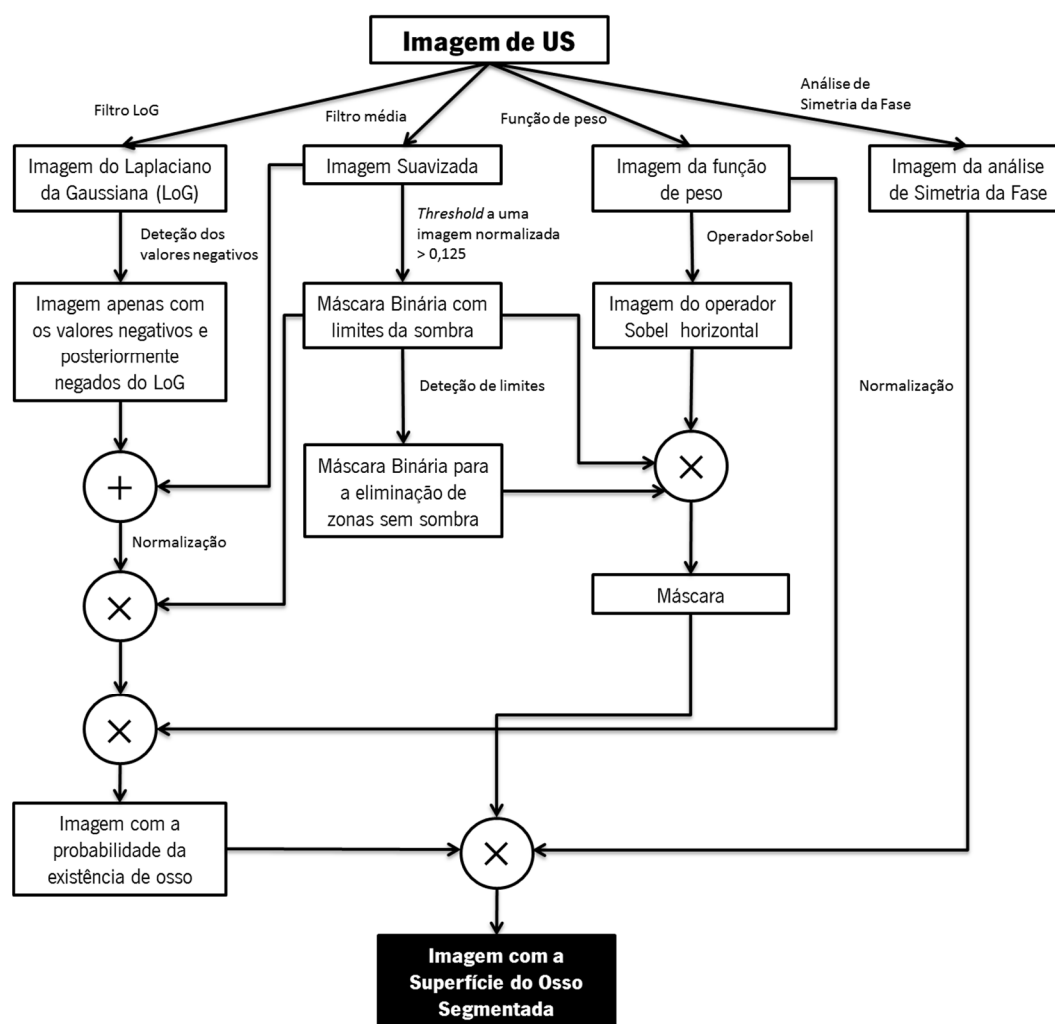 Imagem de US
Análise de
Simetria da Fase
Filtro LoG
Filtro média
Função de peso
Imagem do Laplaciano
da Gaussiana (LoG)
Imagem Suavizada
Imagem da função
de peso
Imagem da análise
de Simetria da Fase
Deteção dos
valores negativos
Threshold a uma
imagem normalizada
> 0,125
Operador Sobel
Imagem apenas com
os valores negativos e
posteriormente
negados do LoG
Máscara Binária com
limites da sombra
Imagem do operador
Sobel horizontal
Deteção de limites
Normalização
Máscara Binária para
a eliminação de
zonas sem sombra
×
+
Normalização
×
Máscara
×
Imagem com a
probabilidade da
existência de osso
×
Imagem com a
Superfície do Osso
Segmentada